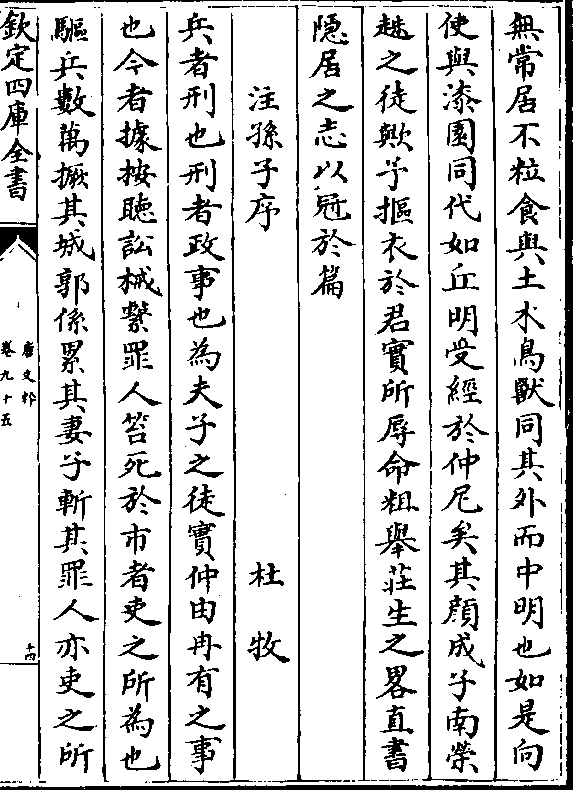 無常居不粒食與土木鳥獸同其外而中明也如是向
使與漆園同代如丘明受經於仲尼矣其顔成子南榮
趎之徒歟予摳衣於君實所辱命粗舉莊生之畧直書
隱居之志以冠於篇
注孫子序
杜牧
兵者刑也刑者政事也為夫子之徒實仲由冉有之事
也今者據按聽訟械繫罪人笞死於市者吏之所為也
驅兵數萬撅其城郭係累其妻子斬其罪人亦吏之所
欽定四庫全書
唐文粹
卷九十五
十四